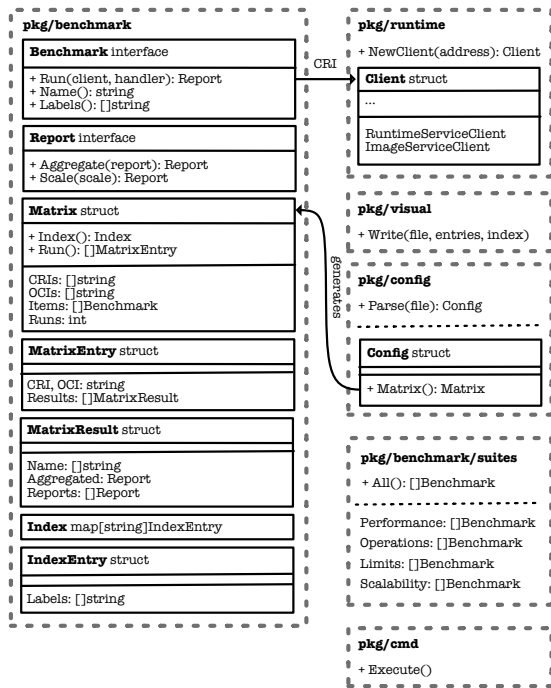 pkg/benchmark
Benchmark interface
+ Run(client, handler): Report
+ Name(): string
+ Labels(): []string
Report interface
+ Aggregate(report): Report
+ Scale(scale): Report
Matrix struct
+ Index(): Index
+ Run(): []MatrixEntry
CRIs: []string
OCIs: []string
Items: []Benchmark
Runs: int
MatrixEntry struct
CRI, OCI: string
Results: []MatrixResult
MatrixResult struct
Name: []string
Aggregated: Report
Reports: []Report
Index map[string]IndexEntry
IndexEntry struct
Labels: []string
CRI
generates
pkg/runtime
+ NewClient(address): Client
Client struct
...
RuntimeServiceClient
ImageServiceClient
pkg/visual
+ Write(file, entries, index)
pkg/config
+ Parse(file): Config
Config struct
+ Matrix(): Matrix
pkg/benchmark/suites
+ All(): []Benchmark
Performance: []Benchmark
Operations: []Benchmark
Limits: []Benchmark
Scalability: []Benchmark
pkg/cmd
+ Execute()